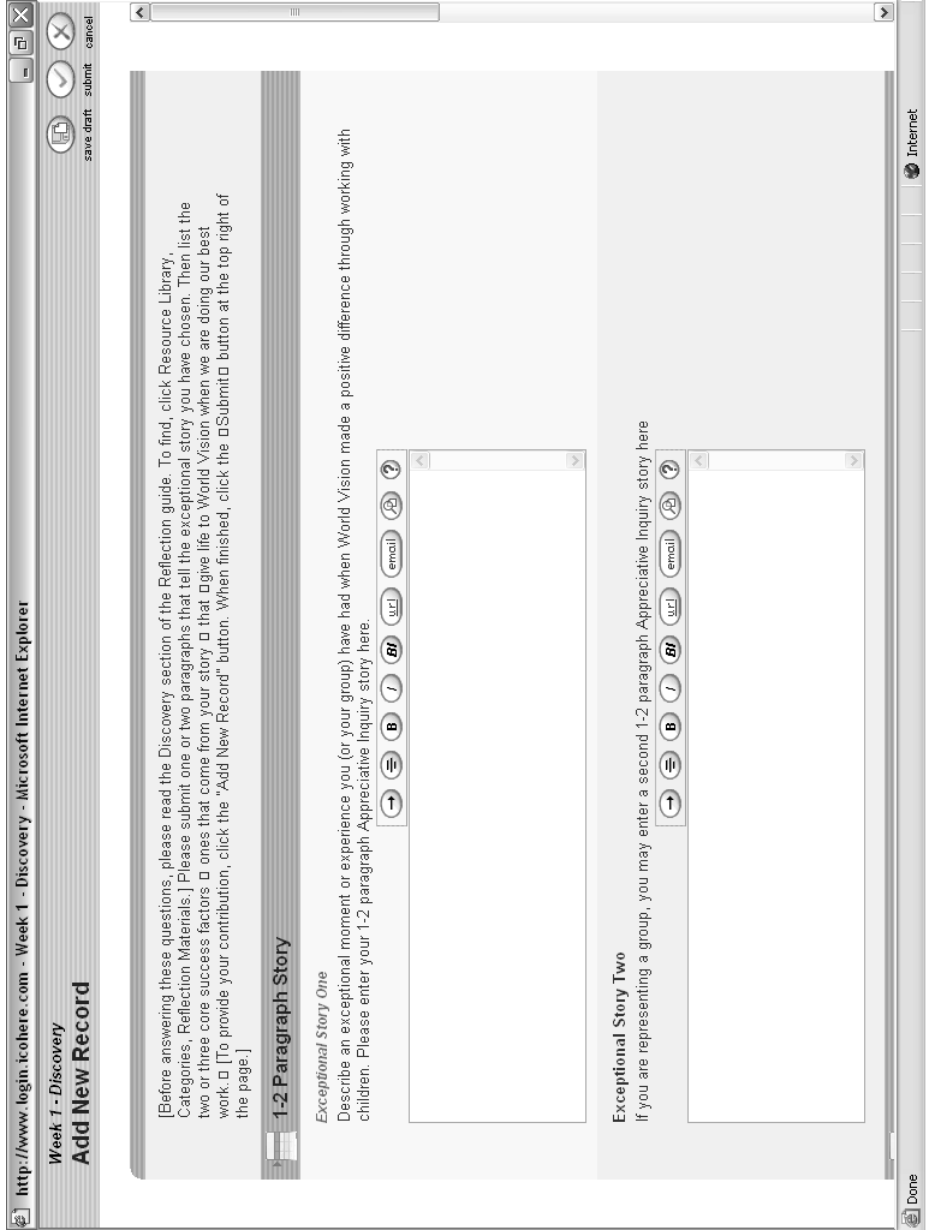 http://www.login.icohere.com - Week 1 - Discovery - Microsoft Internet Explorer
Week 1 - Discovery
Add New Record
save draft submit cancel
[Before answering these questions, please read the Discovery section of the Reflection guide. To find, click Resource Library,
Categories, Reflection Materials.] Please submit one or two paragraphs that tell the exceptional story you have chosen. Then list the
two or three core success factors □ ones that come from your story □ that □give life to World Vision when we are doing our best
work.□ [To provide your contribution, click the "Add New Record" button. When finished, click the □Submit□ button at the top right of
the page.]
1-2 Paragraph Story
Exceptional Story One
Describe an exceptional moment or experience you (or your group) have had when World Vision made a positive difference through working with
children. Please enter your 1-2 paragraph Appreciative Inquiry story here.
B I BI url email ?
Exceptional Story Two
If you are representing a group, you may enter a second 1-2 paragraph Appreciative Inquiry story here
B I BI url email ?
Done Internet